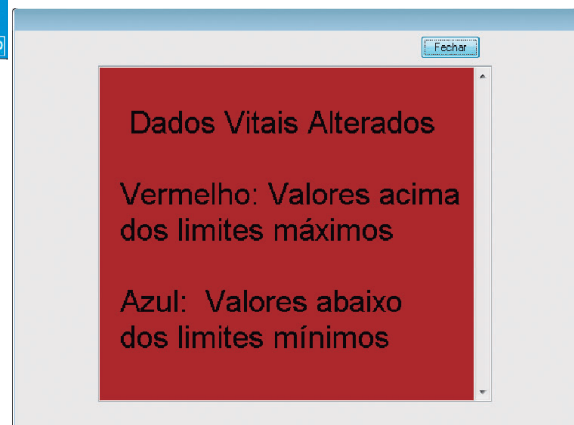 Fechar
Dados Vitais Alterados
Vermelho: Valores acima
dos limites máximos
Azul:  Valores abaixo
dos limites mínimos